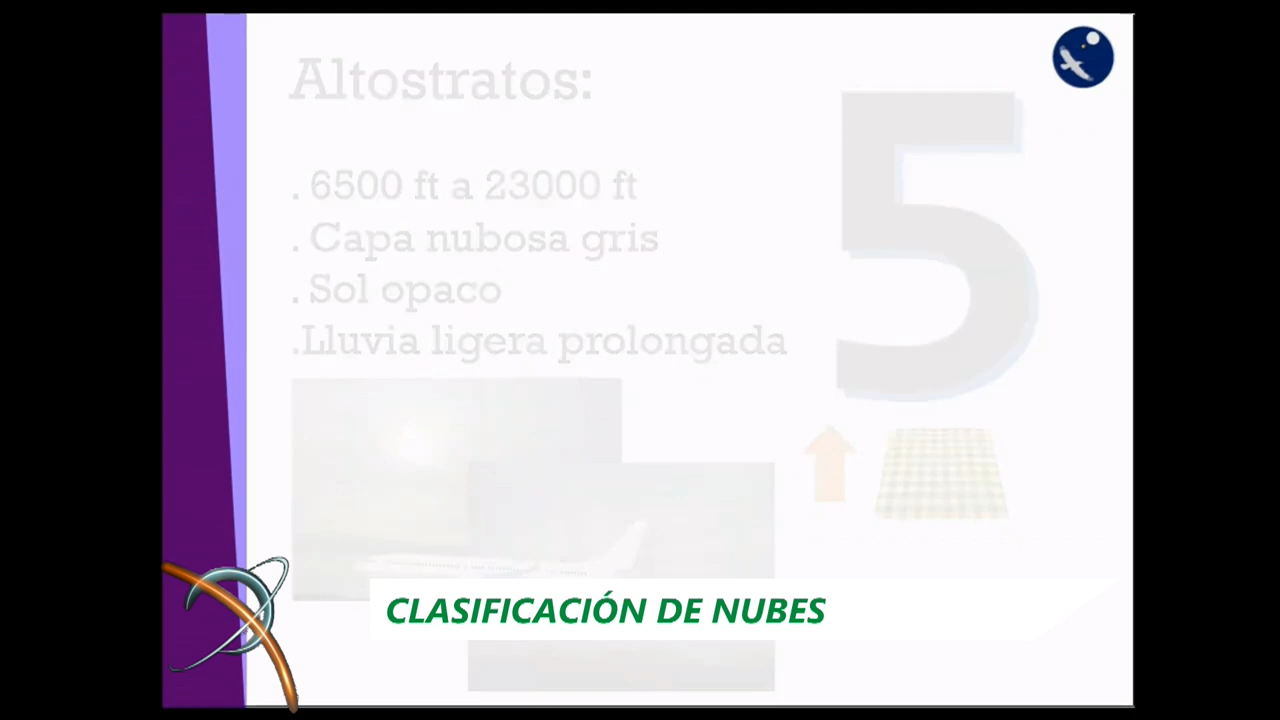 Altostratos:
5
. 6500 ft a 23000 ft
. Capa nubosa gris
. Sol opaco
.Lluvia ligera prolongada
CLASIFICACIÓN DE NUBES